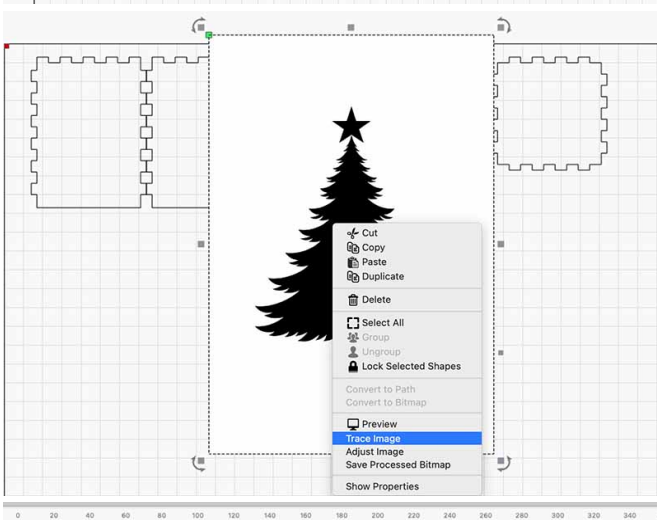 Cut
Copy
Paste
Duplicate
Delete
Select All
Group
Ungroup
Lock Selected Shapes
Convert to Path
Convert to Bitmap
Preview
Trace Image
Adjust Image
Save Processed Bitmap
Show Properties
0 20 40 60 80 100 120 140 160 180 200 220 240 260 280 300 320 340